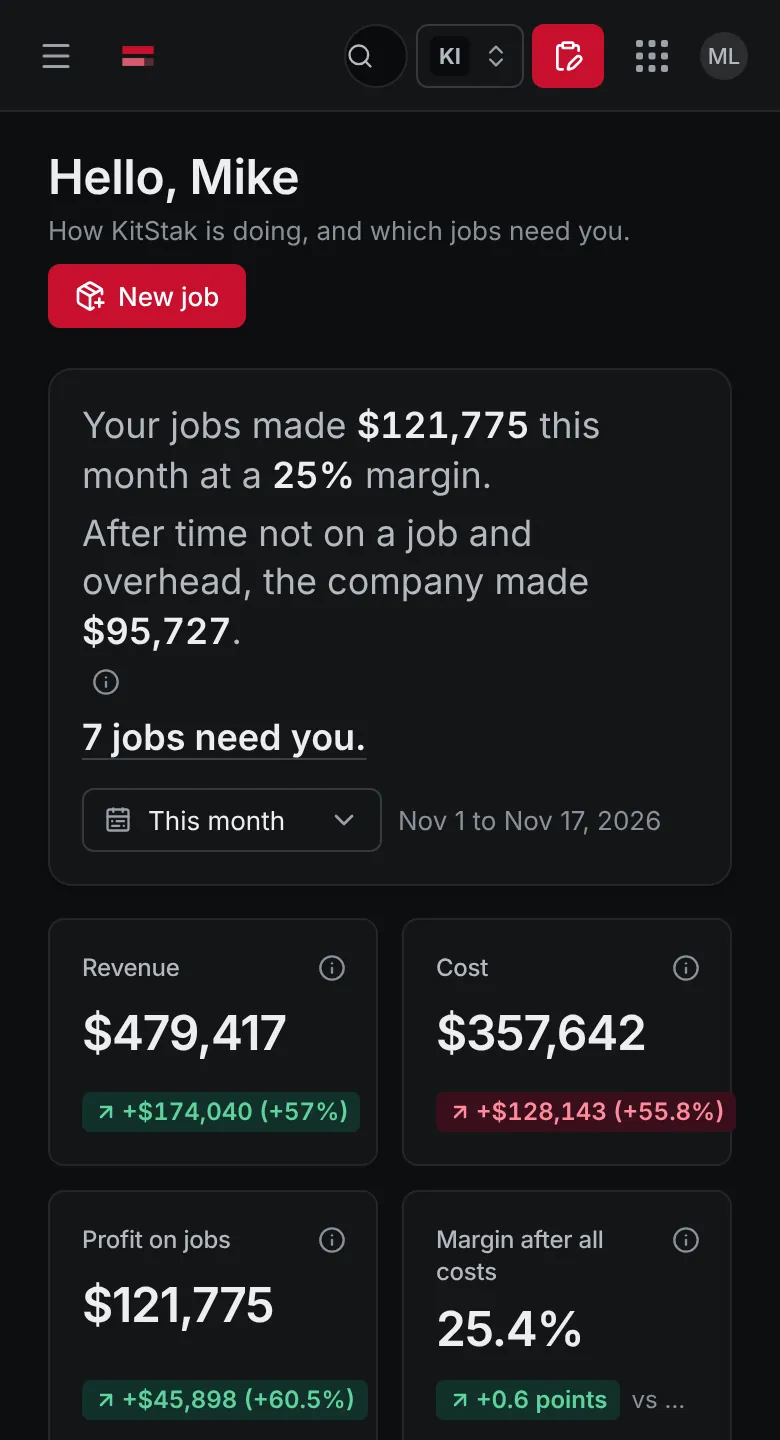 KI
ML
Hello, Mike
How KitStak is doing, and which jobs need you.
New job
Your jobs made $121,775 this
month at a 25% margin.
After time not on a job and
overhead, the company made
$95,727.
7 jobs need you.
This month
Nov 1 to Nov 17, 2026
Revenue
$479,417
+$174,040 (+57%)
Cost
$357,642
+$128,143 (+55.8%)
Profit on jobs
$121,775
+$45,898 (+60.5%)
Margin after all
costs
25.4%
+0.6 points vs ...